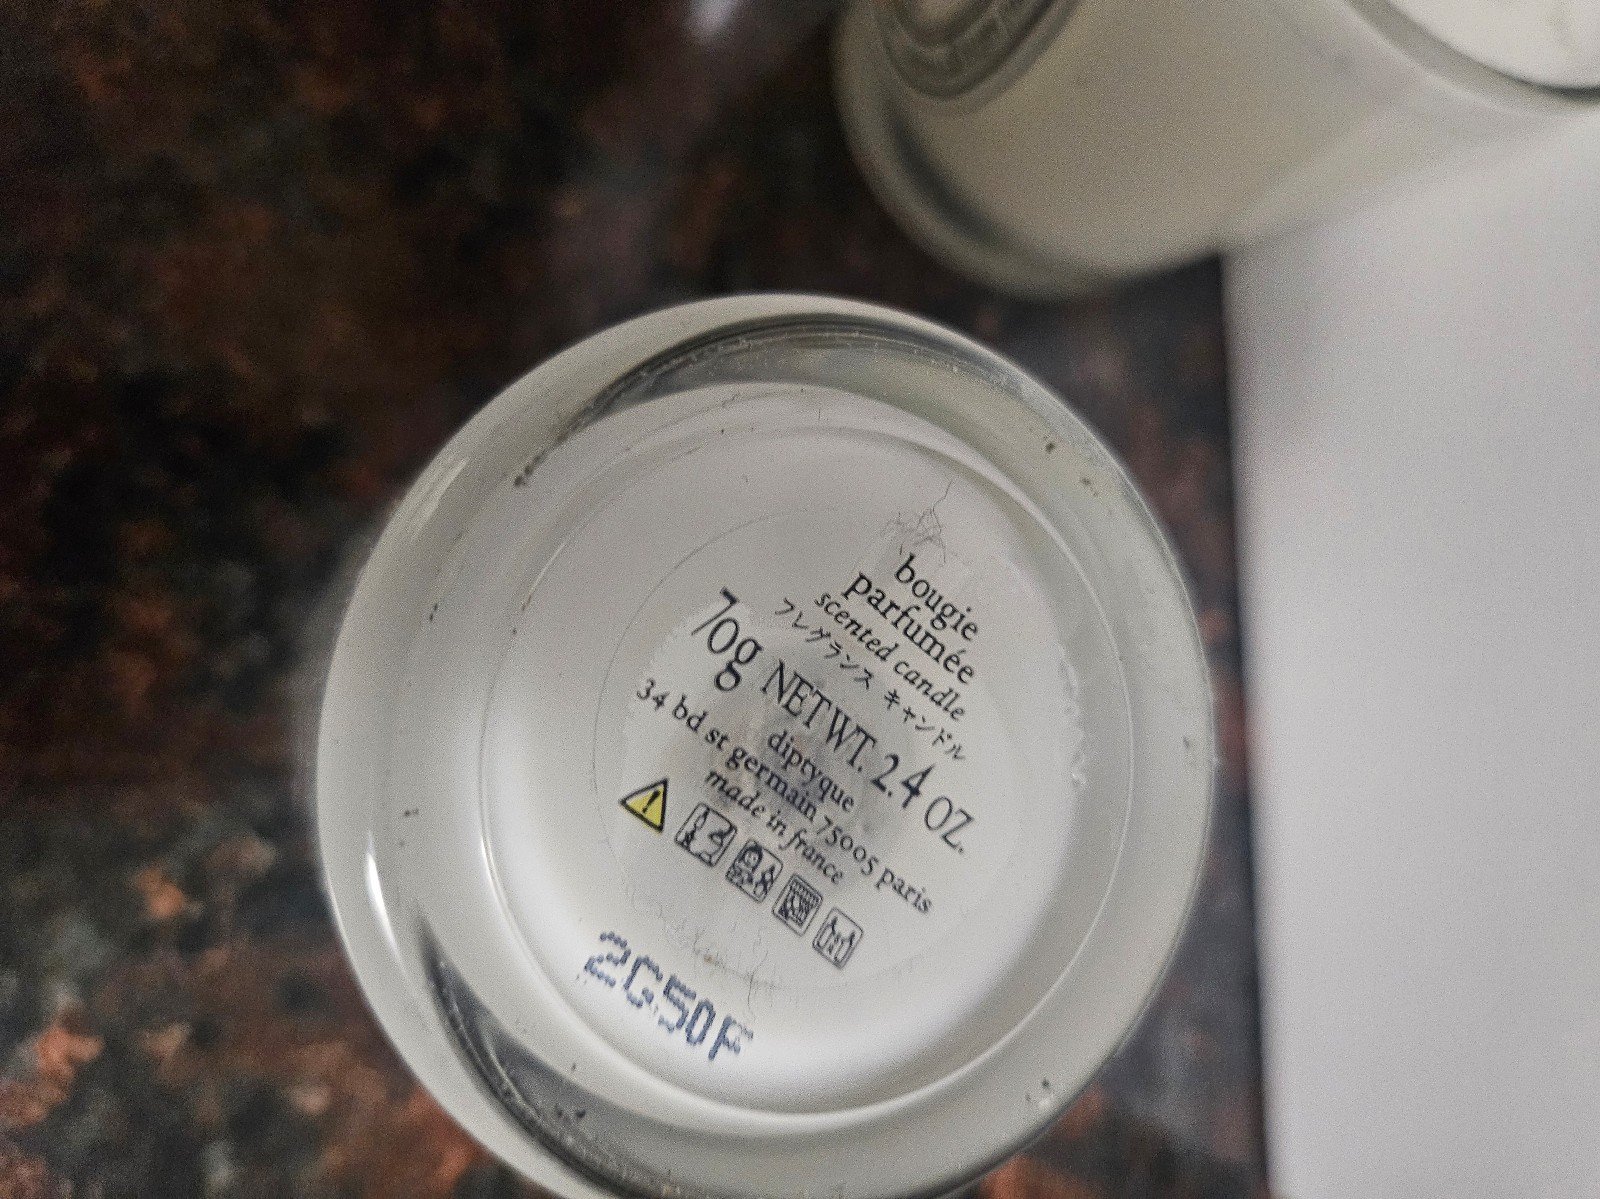 bougie
parfumée
scented candle
フレグランス キャンドル
70g NET WT. 2.4 OZ.
diptyque
34 bd st germain 75005 paris
made in france
2G50F